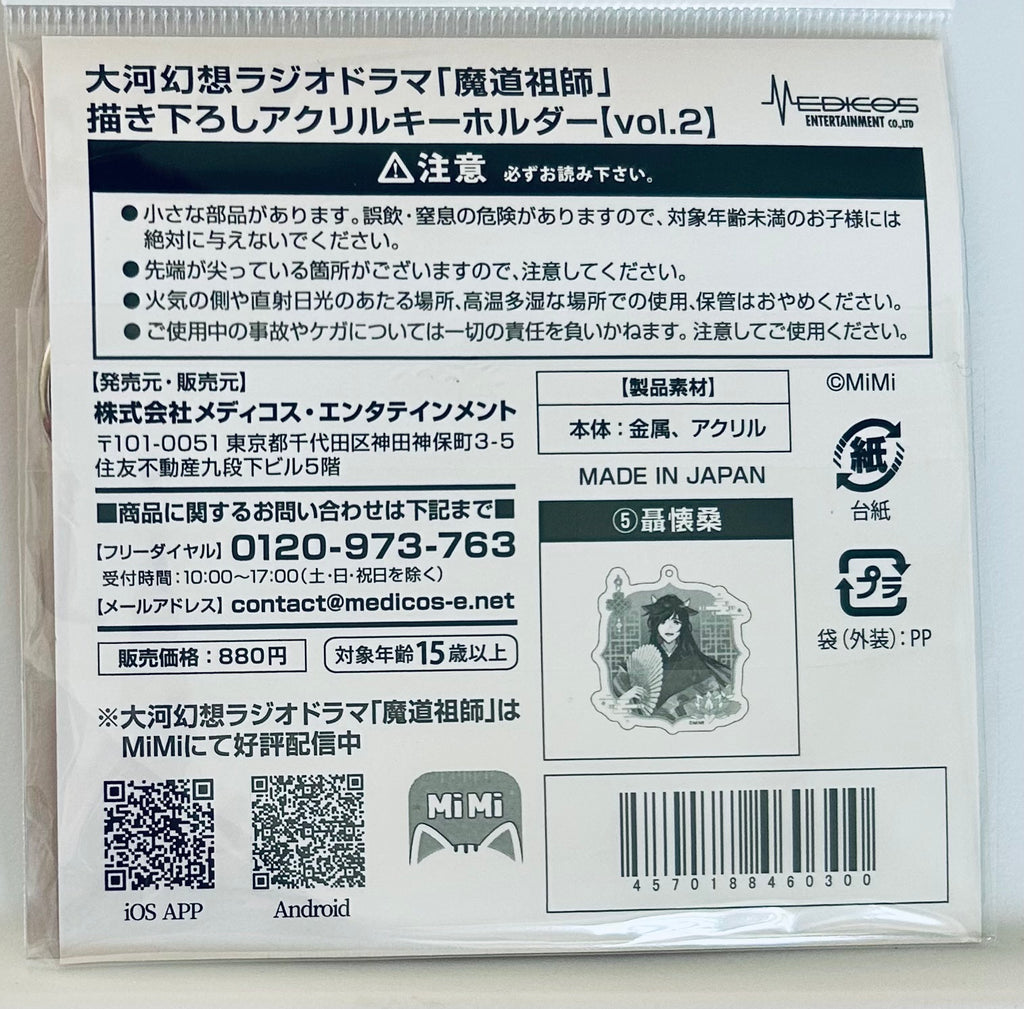 大河幻想ラジオドラマ「魔道祖師」
描き下ろしアクリルキーホルダー【vol.2】
MEDICOS
ENTERTAINMENT CO.,LTD
⚠注意 必ずお読み下さい。
●小さな部品があります。誤飲・窒息の危険がありますので、対象年齢未満のお子様には
絶対に与えないでください。
●先端が尖っている箇所がございますので、注意してください。
●火気の側や直射日光のあたる場所、高温多湿な場所での使用、保管はおやめください。
●ご使用中の事故やケガについては一切の責任を負いかねます。注意してご使用ください。
【発売元・販売元】
株式会社メディコス・エンタテインメント
〒101-0051 東京都千代田区神田神保町3-5
住友不動産九段下ビル5階
■商品に関するお問い合わせは下記まで■
【フリーダイヤル】0120-973-763
受付時間:10:00〜17:00(土・日・祝日を除く)
【メールアドレス】contact@medicos-e.net
販売価格:880円
対象年齢15歳以上
※大河幻想ラジオドラマ「魔道祖師」は
MiMiにて好評配信中
iOS APP
Android
MiMi
【製品素材】
本体:金属、アクリル
MADE IN JAPAN
⑤聶懐桑
©MiMi
紙
台紙
プラ
袋(外装):PP
4570188460300